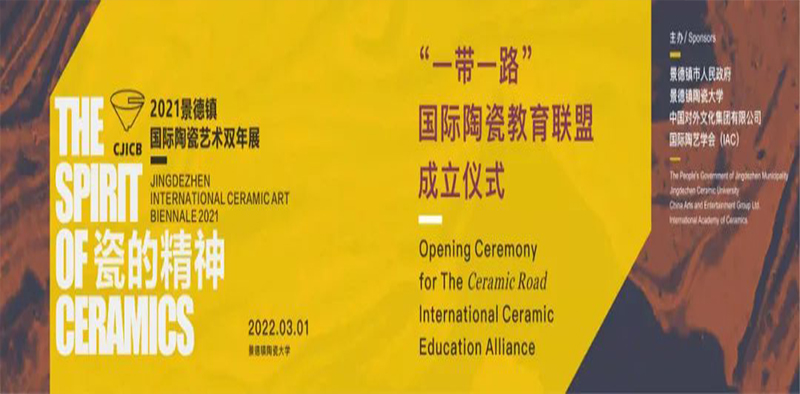 THE
SPIRIT
OF 瓷的精神
CERAMICS
CJICB
2021景德镇
国际陶瓷艺术双年展
JINGDEZHEN
INTERNATIONAL CERAMIC ART
BIENNALE 2021
2022.03.01
景德镇陶瓷大学
“一带一路”
国际陶瓷教育联盟
成立仪式
Opening Ceremony
for The Ceramic Road
International Ceramic
Education Alliance
主办/Sponsors
景德镇市人民政府
景德镇陶瓷大学
中国对外文化集团有限公司
国际陶艺学会（IAC）
The People's Government of Jingdezhen Municipality
Jingdezhen Ceramic University
China Arts and Entertainment Group Ltd.
International Academy of Ceramics